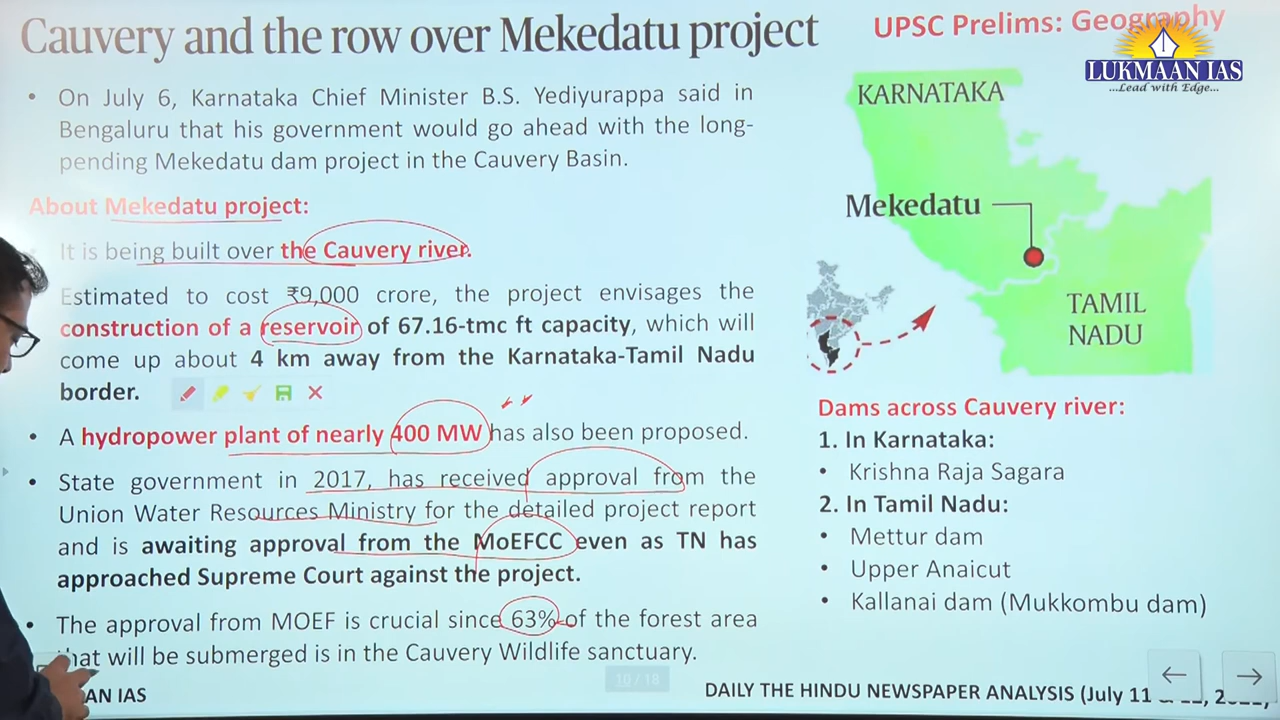 Cauvery and the row over Mekedatu project
UPSC Prelims: Geography
LUKMAAN IAS
...Lead with Edge...
• On July 6, Karnataka Chief Minister B.S. Yediyurappa said in
Bengaluru that his government would go ahead with the long-
pending Mekedatu dam project in the Cauvery Basin.
About Mekedatu project:
It is being built over the Cauvery river.
Estimated to cost ₹9,000 crore, the project envisages the
construction of a reservoir of 67.16-tmc ft capacity, which will
come up about 4 km away from the Karnataka-Tamil Nadu
border.
• A hydropower plant of nearly 400 MW has also been proposed.
• State government in 2017, has received approval from the
Union Water Resources Ministry for the detailed project report
and is awaiting approval from the MoEFCC even as TN has
approached Supreme Court against the project.
• The approval from MOEF is crucial since 63% of the forest area
that will be submerged is in the Cauvery Wildlife sanctuary.
KARNATAKA
Mekedatu
TAMIL
NADU
Dams across Cauvery river:
1. In Karnataka:
• Krishna Raja Sagara
2. In Tamil Nadu:
• Mettur dam
• Upper Anaicut
• Kallanai dam (Mukkombu dam)
10 / 18
AN IAS
DAILY THE HINDU NEWSPAPER ANALYSIS (July 11